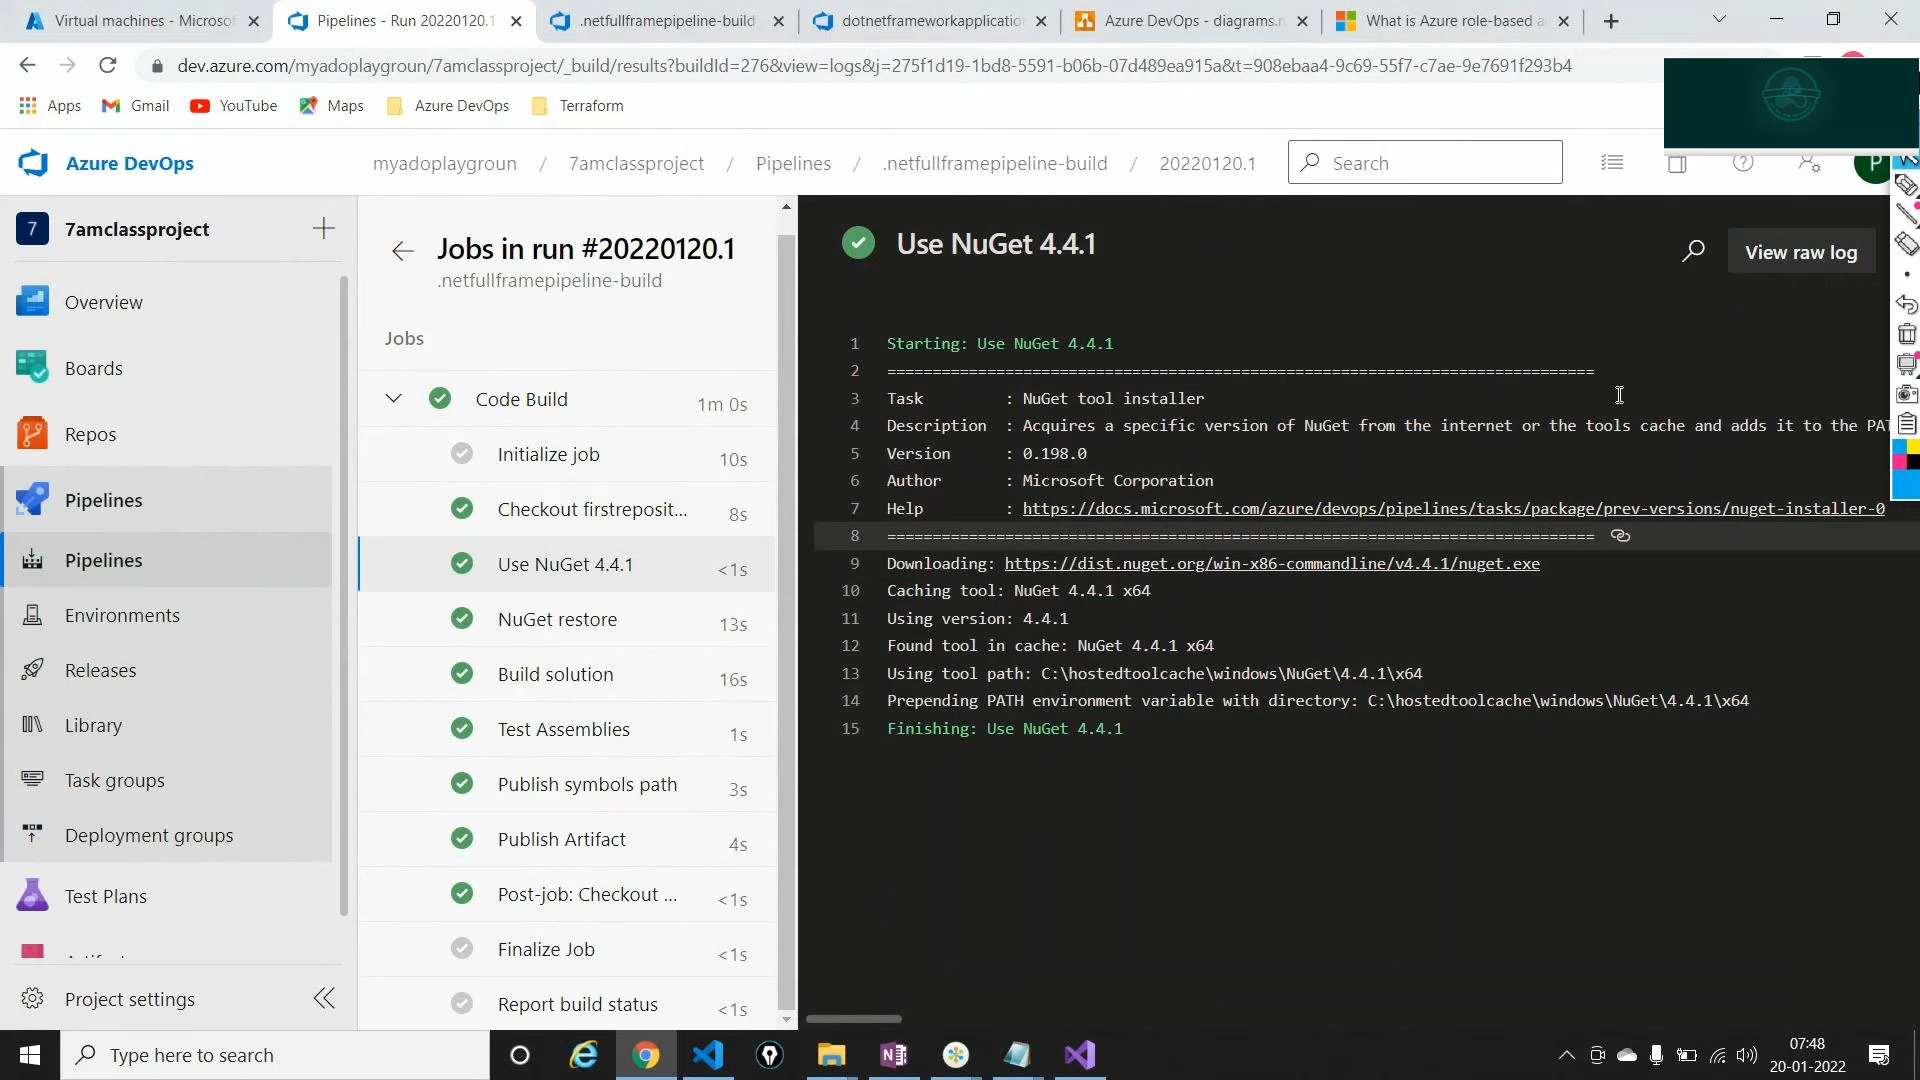 Virtual machines - Microsof
Pipelines - Run 20220120.1
.netfullframepipeline-build
dotnetframeworkapplication
Azure DevOps - diagrams.n
What is Azure role-based a
dev.azure.com/myadoplaygroun/7amclassproject/_build/results?buildId=276&view=logs&j=275f1d19-1bd8-5591-b06b-07d489ea915a&t=908ebaa4-9c69-55f7-c7ae-9e7691f293b4
Apps
Gmail
YouTube
Maps
Azure DevOps
Terraform
Azure DevOps
myadoplaygroun / 7amclassproject / Pipelines / .netfullframepipeline-build / 20220120.1
Search
P
7 7amclassproject
Overview
Boards
Repos
Pipelines
Pipelines
Environments
Releases
Library
Task groups
Deployment groups
Test Plans
Project settings
Jobs in run #20220120.1
.netfullframepipeline-build
Jobs
Code Build 1m 0s
Initialize job 10s
Checkout firstreposit... 8s
Use NuGet 4.4.1 <1s
NuGet restore 13s
Build solution 16s
Test Assemblies 1s
Publish symbols path 3s
Publish Artifact 4s
Post-job: Checkout ... <1s
Finalize Job <1s
Report build status <1s
Use NuGet 4.4.1
View raw log
1 Starting: Use NuGet 4.4.1
2 ==============================================================================
3 Task : NuGet tool installer
4 Description : Acquires a specific version of NuGet from the internet or the tools cache and adds it to the PAT
5 Version : 0.198.0
6 Author : Microsoft Corporation
7 Help : https://docs.microsoft.com/azure/devops/pipelines/tasks/package/prev-versions/nuget-installer-0
8 ==============================================================================
9 Downloading: https://dist.nuget.org/win-x86-commandline/v4.4.1/nuget.exe
10 Caching tool: NuGet 4.4.1 x64
11 Using version: 4.4.1
12 Found tool in cache: NuGet 4.4.1 x64
13 Using tool path: C:\hostedtoolcache\windows\NuGet\4.4.1\x64
14 Prepending PATH environment variable with directory: C:\hostedtoolcache\windows\NuGet\4.4.1\x64
15 Finishing: Use NuGet 4.4.1
Type here to search
07:48
20-01-2022